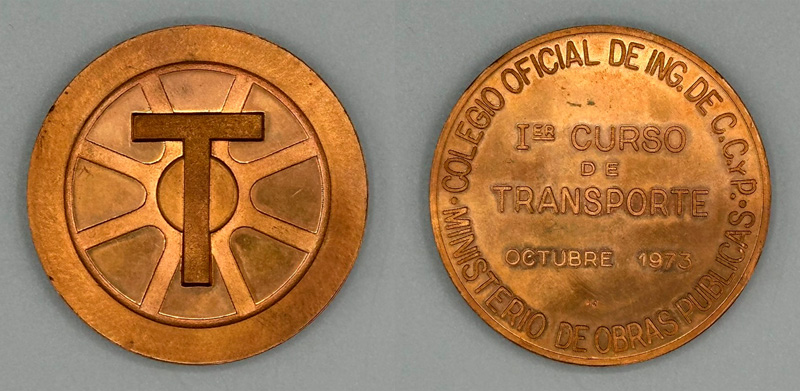 T
COLEGIO OFICIAL DE ING. DE C. C. Y P.
MINISTERIO DE OBRAS PUBLICAS
IER CURSO
DE
TRANSPORTE
OCTUBRE 1973